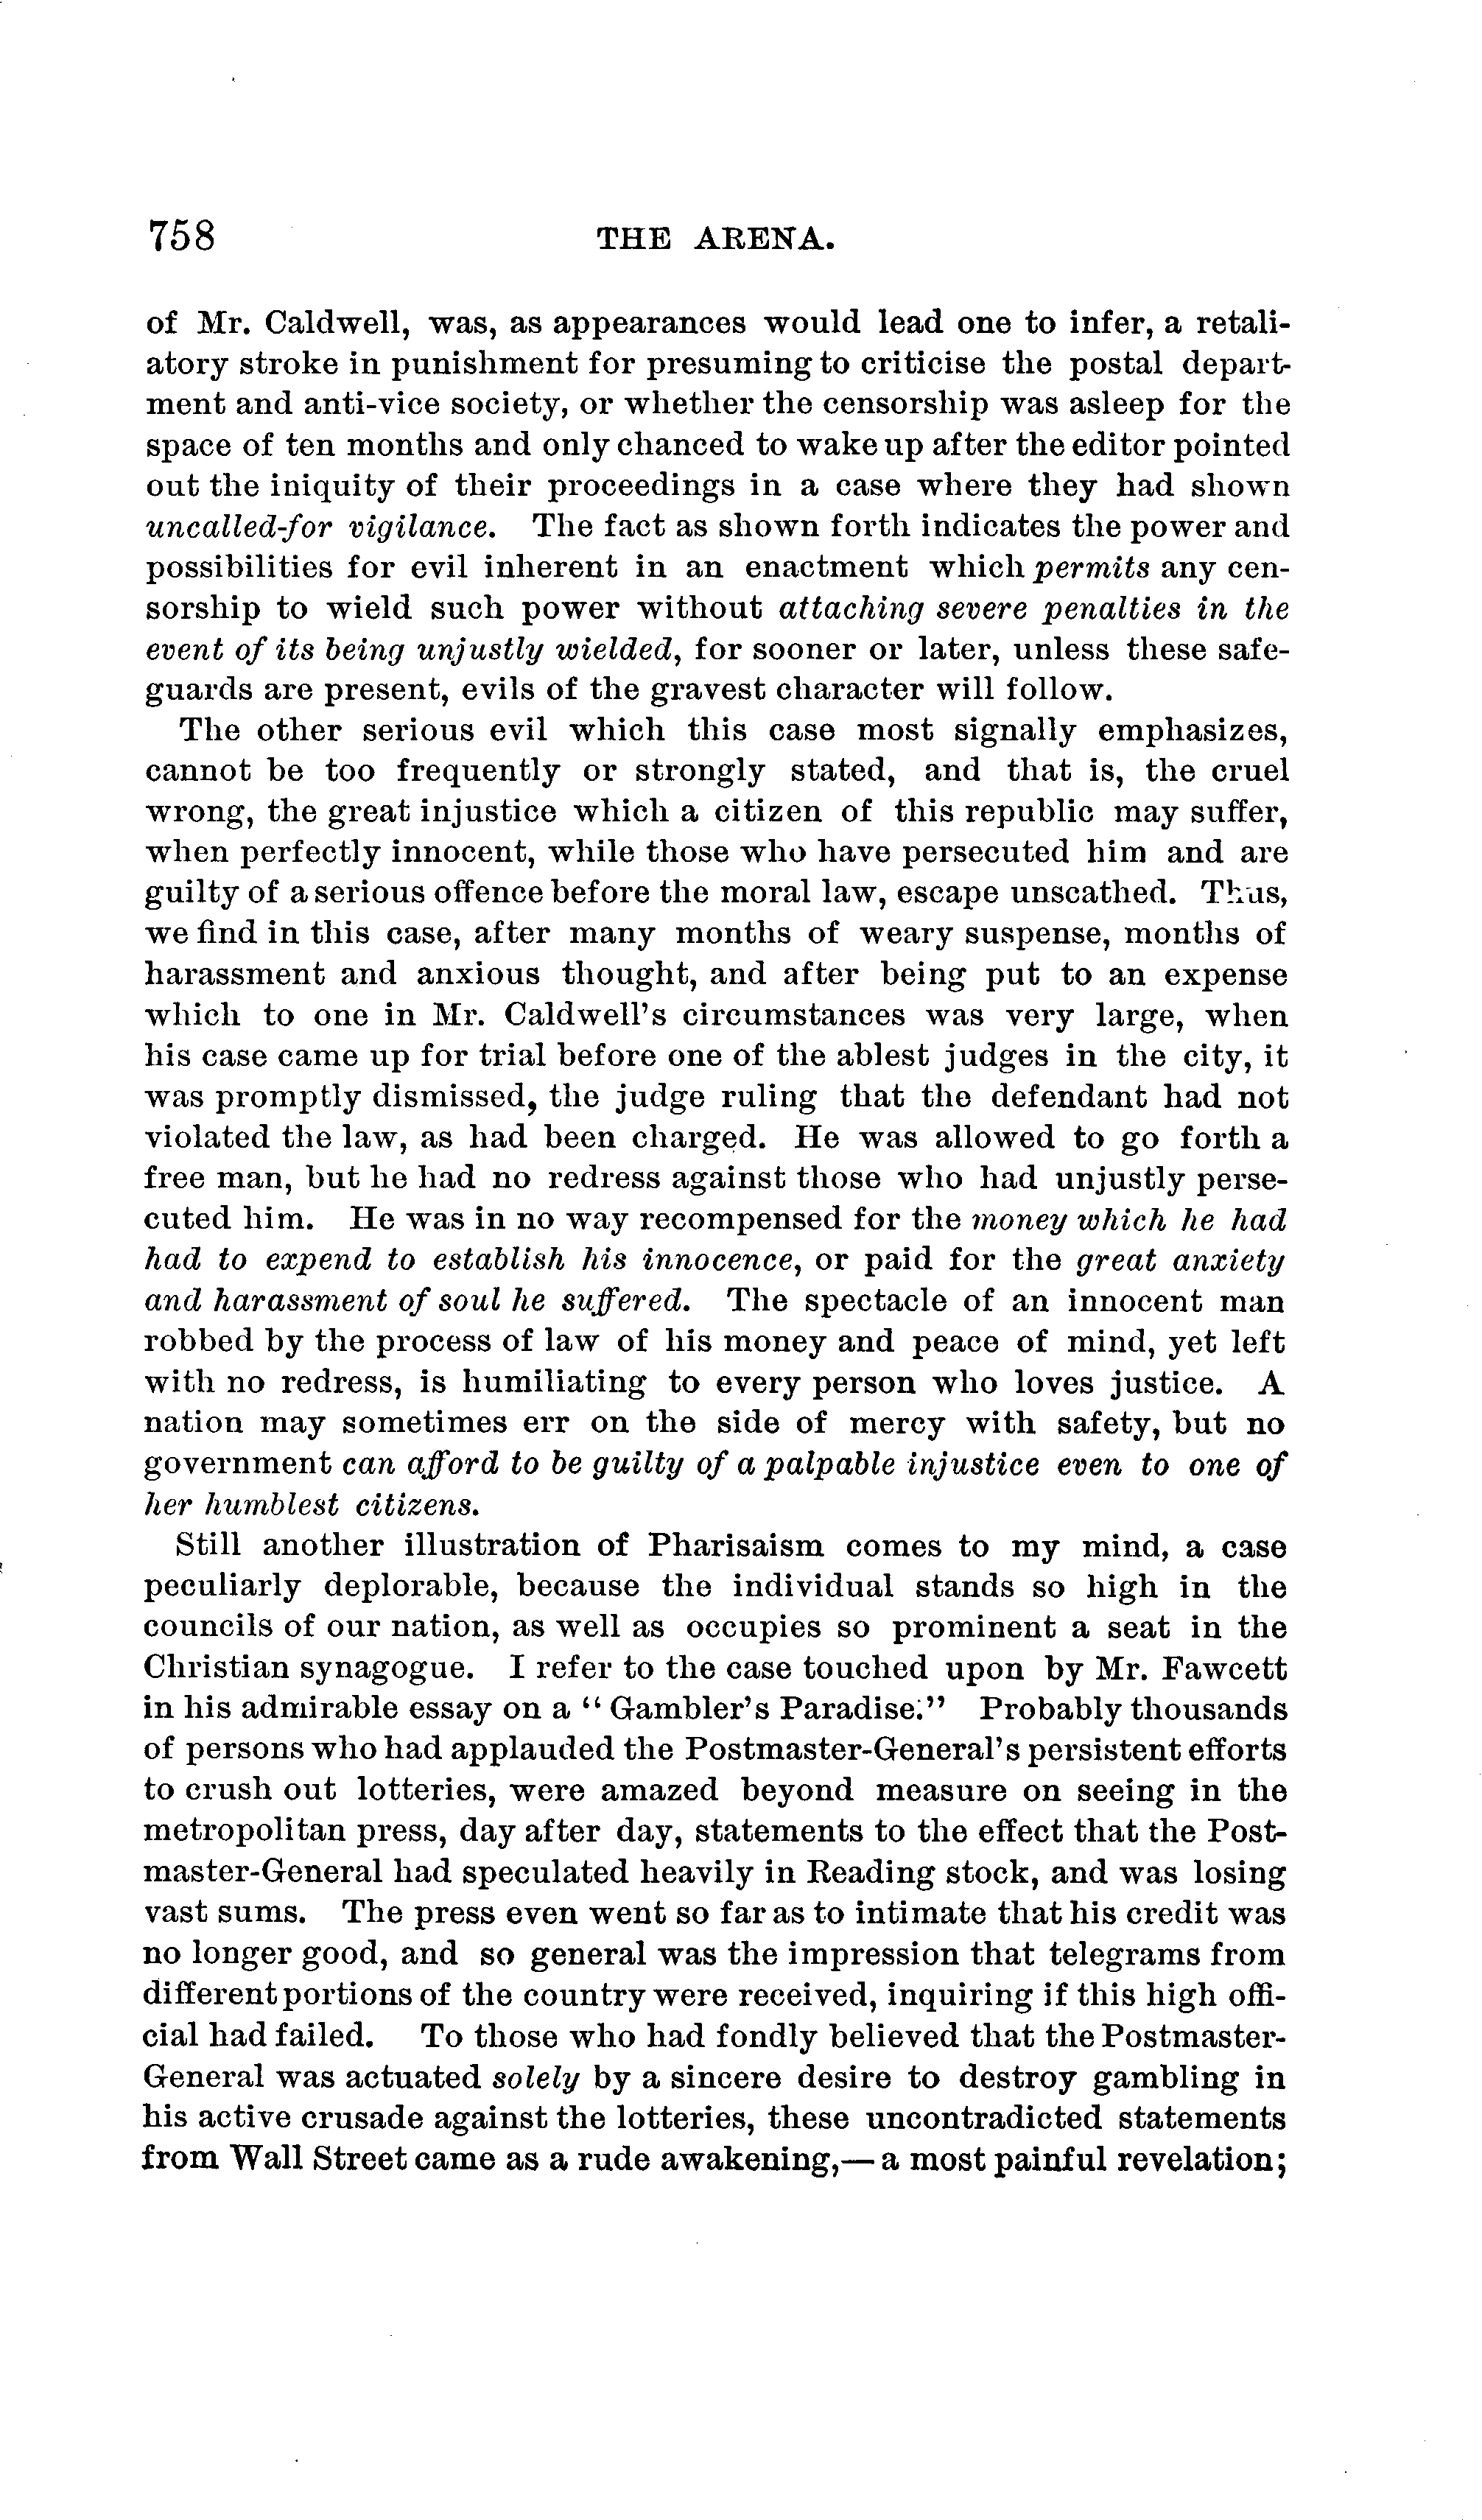 758 THE ARENA.
of Mr. Caldwell, was, as appearances would lead one to infer, a retali-
atory stroke in punishment for presuming to criticise the postal depart-
ment and anti-vice society, or whether the censorship was asleep for the
space of ten months and only chanced to wake up after the editor pointed
out the iniquity of their proceedings in a case where they had shown
uncalled-for vigilance. The fact as shown forth indicates the power and
possibilities for evil inherent in an enactment which permits any cen-
sorship to wield such power without attaching severe penalties in the
event of its being unjustly wielded, for sooner or later, unless these safe-
guards are present, evils of the gravest character will follow.
The other serious evil which this case most signally emphasizes,
cannot be too frequently or strongly stated, and that is, the cruel
wrong, the great injustice which a citizen of this republic may suffer,
when perfectly innocent, while those who have persecuted him and are
guilty of a serious offence before the moral law, escape unscathed. Thus,
we find in this case, after many months of weary suspense, months of
harassment and anxious thought, and after being put to an expense
which to one in Mr. Caldwell's circumstances was very large, when
his case came up for trial before one of the ablest judges in the city, it
was promptly dismissed, the judge ruling that the defendant had not
violated the law, as had been charged. He was allowed to go forth a
free man, but he had no redress against those who had unjustly perse-
cuted him. He was in no way recompensed for the money which he had
had to expend to establish his innocence, or paid for the great anxiety
and harassment of soul he suffered. The spectacle of an innocent man
robbed by the process of law of his money and peace of mind, yet left
with no redress, is humiliating to every person who loves justice. A
nation may sometimes err on the side of mercy with safety, but no
government can afford to be guilty of a palpable injustice even to one of
her humblest citizens.
Still another illustration of Pharisaism comes to my mind, a case
peculiarly deplorable, because the individual stands so high in the
councils of our nation, as well as occupies so prominent a seat in the
Christian synagogue. I refer to the case touched upon by Mr. Fawcett
in his admirable essay on a “Gambler's Paradise.” Probably thousands
of persons who had applauded the Postmaster-General's persistent efforts
to crush out lotteries, were amazed beyond measure on seeing in the
metropolitan press, day after day, statements to the effect that the Post-
master-General had speculated heavily in Reading stock, and was losing
vast sums. The press even went so far as to intimate that his credit was
no longer good, and so general was the impression that telegrams from
different portions of the country were received, inquiring if this high offi-
cial had failed. To those who had fondly believed that the Postmaster-
General was actuated solely by a sincere desire to destroy gambling in
his active crusade against the lotteries, these uncontradicted statements
from Wall Street came as a rude awakening,— a most painful revelation;